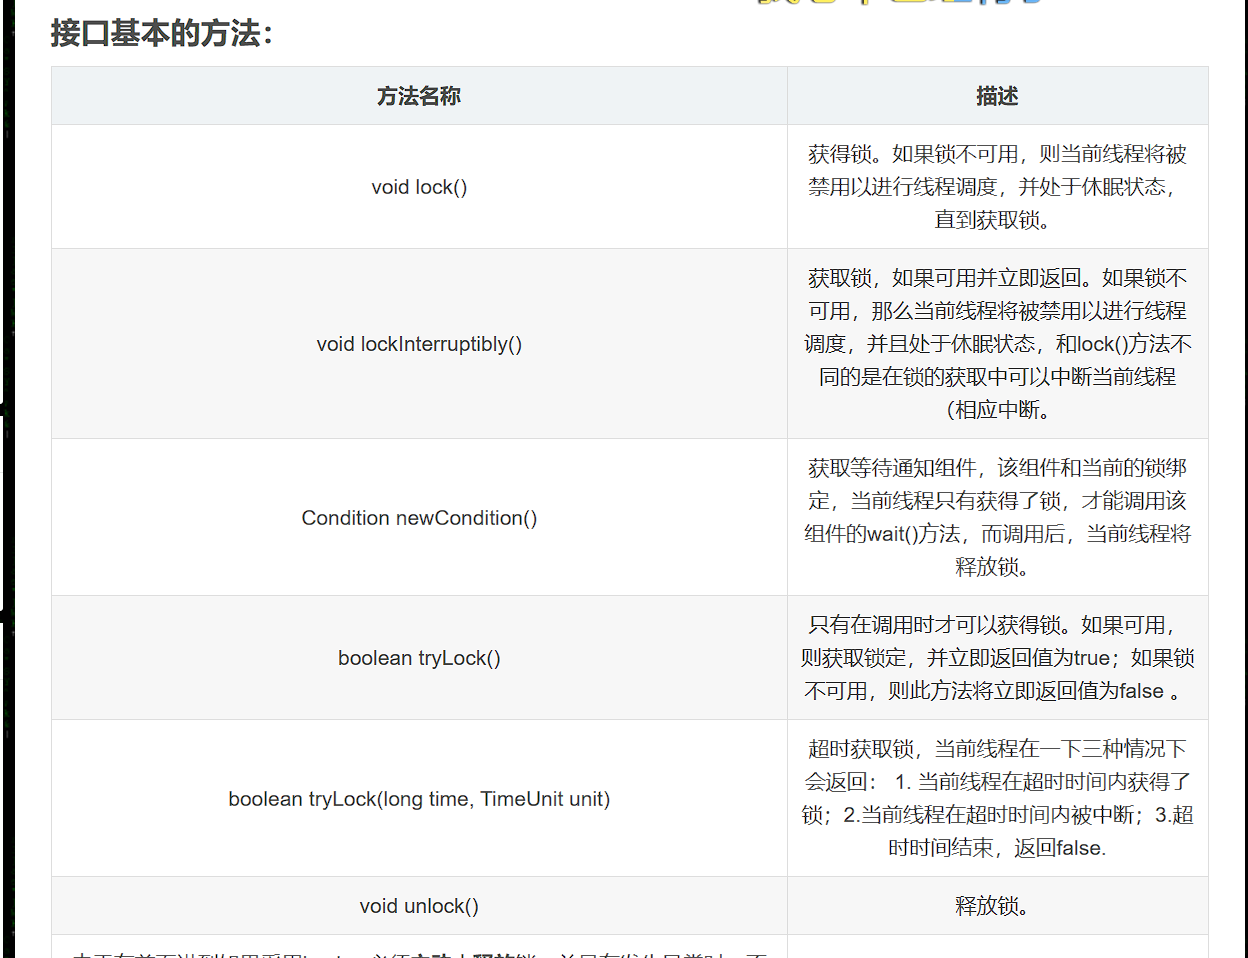 接口基本的方法：
方法名称
描述
void lock()
获得锁。如果锁不可用，则当前线程将被
禁用以进行线程调度，并处于休眠状态，
直到获取锁。
void lockInterruptibly()
获取锁，如果可用并立即返回。如果锁不
可用，那么当前线程将被禁用以进行线程
调度，并且处于休眠状态，和lock()方法不
同的是在锁的获取中可以中断当前线程
（相应中断。
Condition newCondition()
获取等待通知组件，该组件和当前的锁绑
定，当前线程只有获得了锁，才能调用该
组件的wait()方法，而调用后，当前线程将
释放锁。
boolean tryLock()
只有在调用时才可以获得锁。如果可用，
则获取锁定，并立即返回值为true；如果锁
不可用，则此方法将立即返回值为false 。
boolean tryLock(long time, TimeUnit unit)
超时获取锁，当前线程在一下三种情况下
会返回： 1. 当前线程在超时时间内获得了
锁；2.当前线程在超时时间内被中断；3.超
时时间结束，返回false.
void unlock()
释放锁。